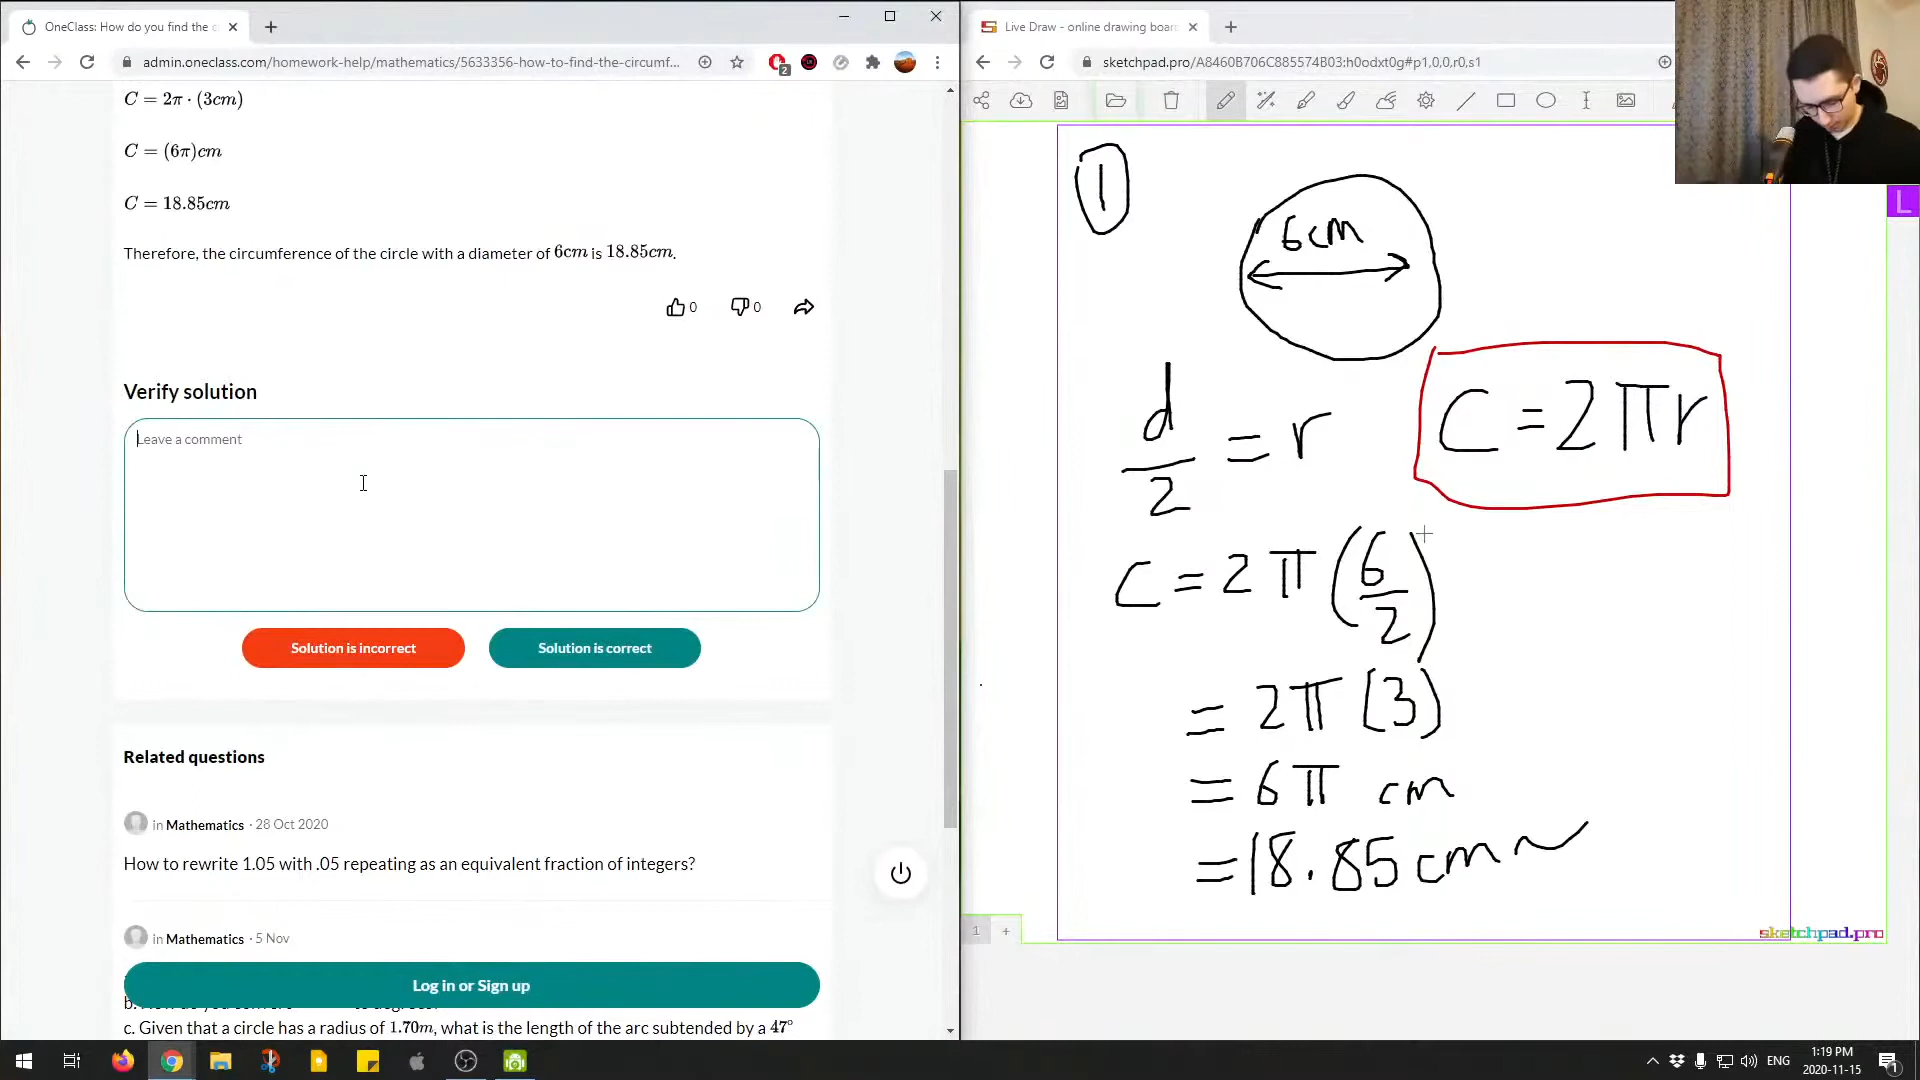 OneClass: How do you find the c
admin.oneclass.com/homework-help/mathematics/5633356-how-to-find-the-circumf...
2
C = 2π · (3cm)
C = (6π)cm
C = 18.85cm
Therefore, the circumference of the circle with a diameter of 6cm is 18.85cm.
0
0
Verify solution
Leave a comment
Solution is incorrect
Solution is correct
Related questions
in Mathematics · 28 Oct 2020
How to rewrite 1.05 with .05 repeating as an equivalent fraction of integers?
in Mathematics · 5 Nov
Log in or Sign up
c. Given that a circle has a radius of 1.70m, what is the length of the arc subtended by a 47°
Live Draw - online drawing boar
sketchpad.pro/A8460B706C885574B03:h0odxt0g#p1,0,0,r0,s1
L
1
6cm
d/2 = r
C = 2πr
C = 2π(6/2)
= 2π(3)
= 6π cm
= 18.85cm
1 +
sketchpad.pro
ENG
1:19 PM
2020-11-15
1